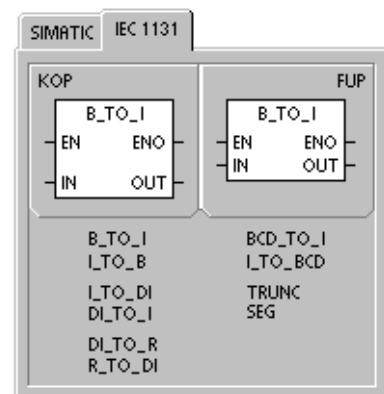 SIMATIC IEC 1131
KOP FUP
B_TO_I B_TO_I
EN ENO EN ENO
IN OUT IN OUT
B_TO_I BCD_TO_I
I_TO_B I_TO_BCD
I_TO_DI TRUNC
DI_TO_I SEG
DI_TO_R
R_TO_DI